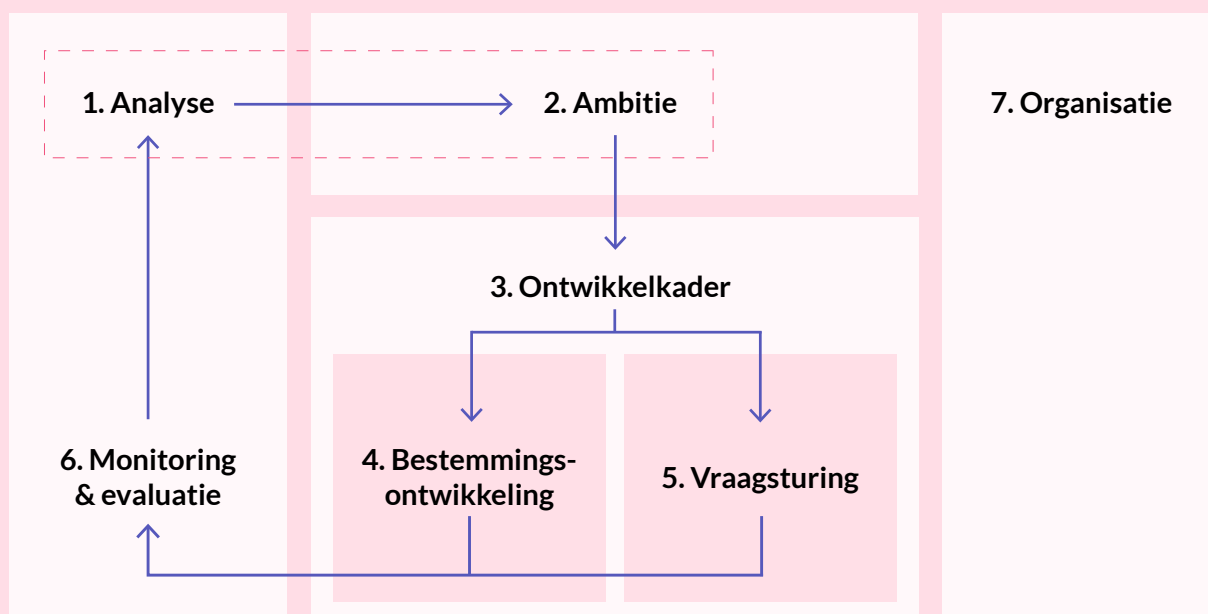 1. Analyse
2. Ambitie
7. Organisatie
3. Ontwikkelkader
6. Monitoring
& evaluatie
4. Bestemmings-
ontwikkeling
5. Vraagsturing